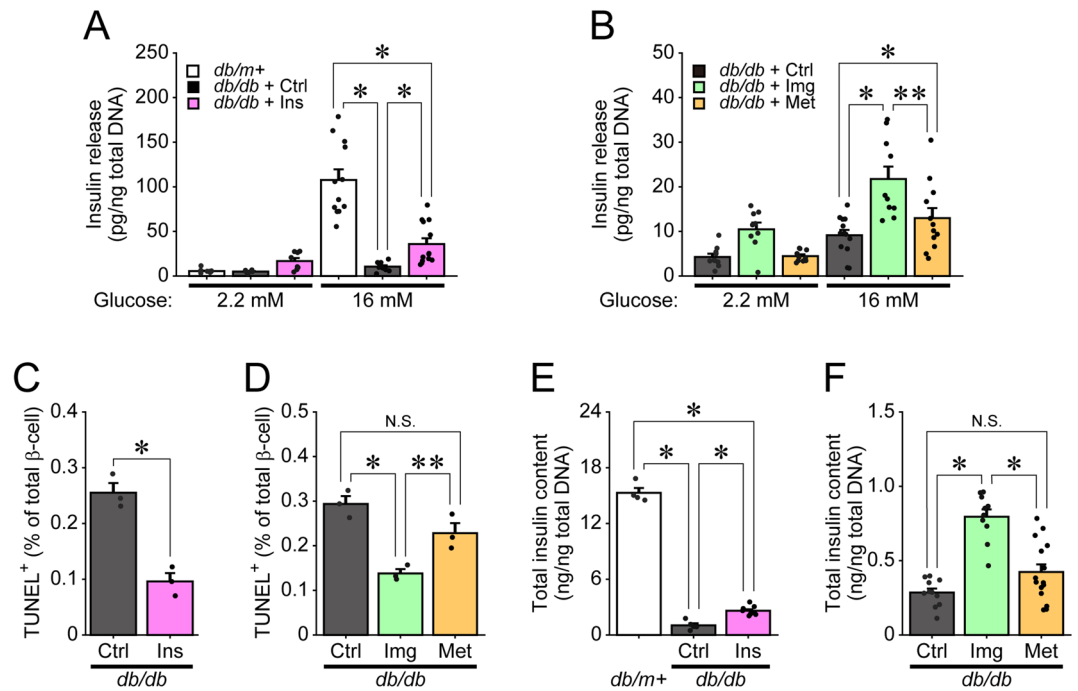 A
Insulin release
(pg/ng total DNA)
250
200
150
100
50
0
db/m+
db/db + Ctrl
db/db + Ins
*
*
*
Glucose:
2.2 mM
16 mM
B
Insulin release
(pg/ng total DNA)
50
40
30
20
10
0
db/db + Ctrl
db/db + Img
db/db + Met
*
*
**
2.2 mM
16 mM
C
TUNEL+ (% of total β-cell)
0.4
0.3
0.2
0.1
0
*
Ctrl
Ins
db/db
D
TUNEL+ (% of total β-cell)
0.5
0.4
0.3
0.2
0.1
0
N.S.
*
**
Ctrl
Img
Met
db/db
E
Total insulin content
(ng/ng total DNA)
24
18
12
6
0
*
*
*
db/m+
Ctrl
Ins
db/db
F
Total insulin content
(ng/ng total DNA)
1.5
1.0
0.5
0
N.S.
*
*
Ctrl
Img
Met
db/db